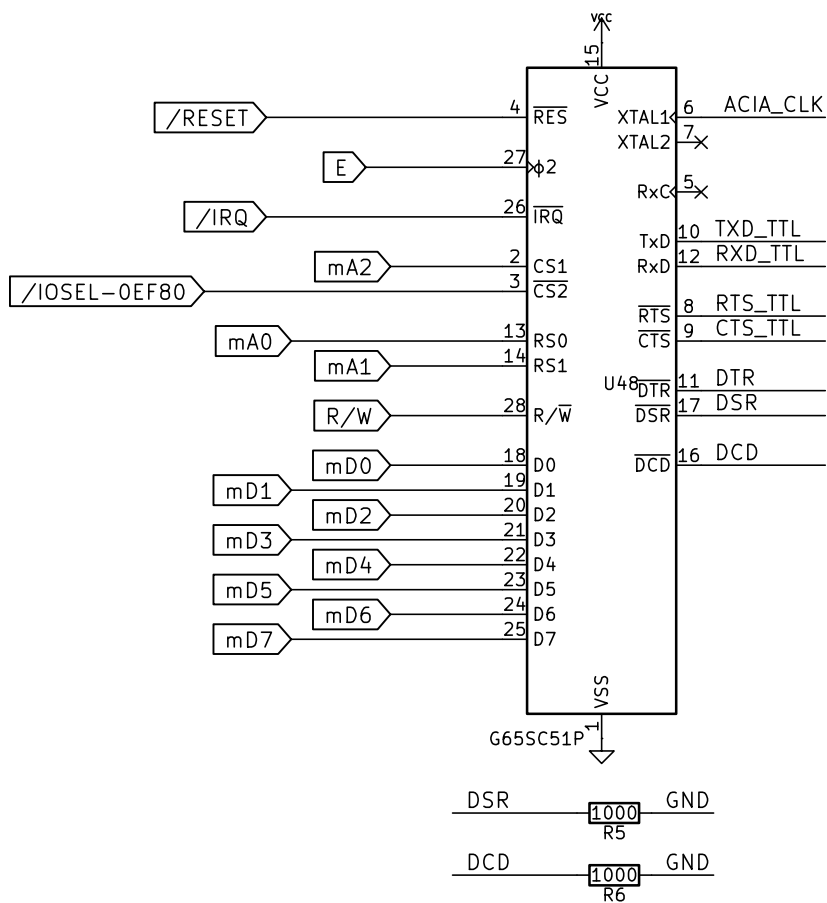 VCC
15
VCC
/RESET 4 RES XTAL1 6 ACIA_CLK
XTAL2 7
E 27 ϕ2
RxC 5
/IRQ 26 IRQ
TxD 10 TXD_TTL
mA2 2 CS1 RxD 12 RXD_TTL
/IOSEL-0EF80 3 CS2
RTS 8 RTS_TTL
mA0 13 RS0 CTS 9 CTS_TTL
mA1 14 RS1
U48 DTR 11 DTR
R/W 28 R/W DSR 17 DSR
mD0 18 D0 DCD 16 DCD
mD1 19 D1
mD2 20 D2
mD3 21 D3
mD4 22 D4
mD5 23 D5
mD6 24 D6
mD7 25 D7
VSS
1
G65SC51P
DSR 1000 GND
R5
DCD 1000 GND
R6